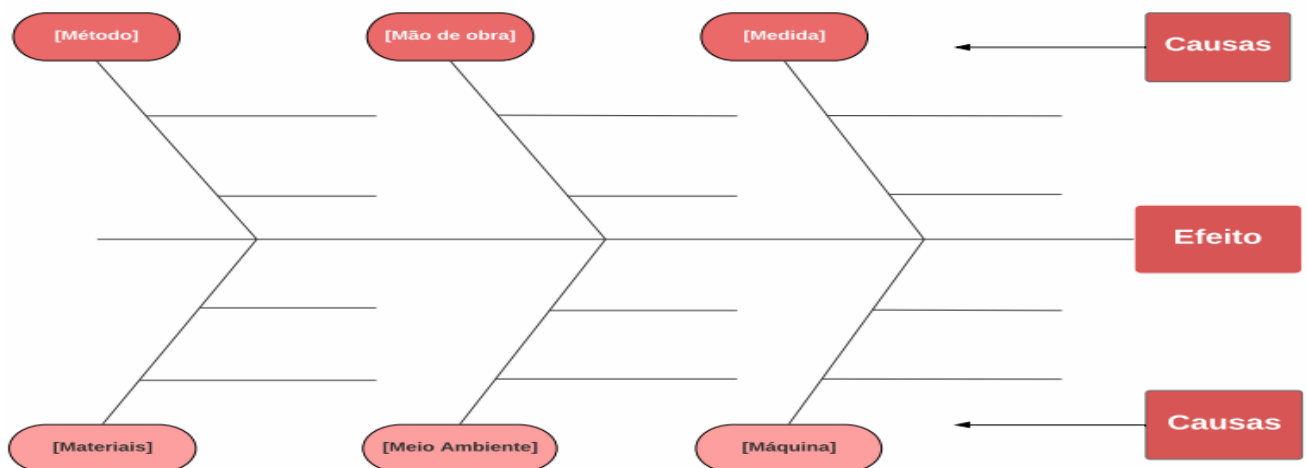 [Método]
[Mão de obra]
[Medida]
Causas
Efeito
[Materiais]
[Meio Ambiente]
[Máquina]
Causas